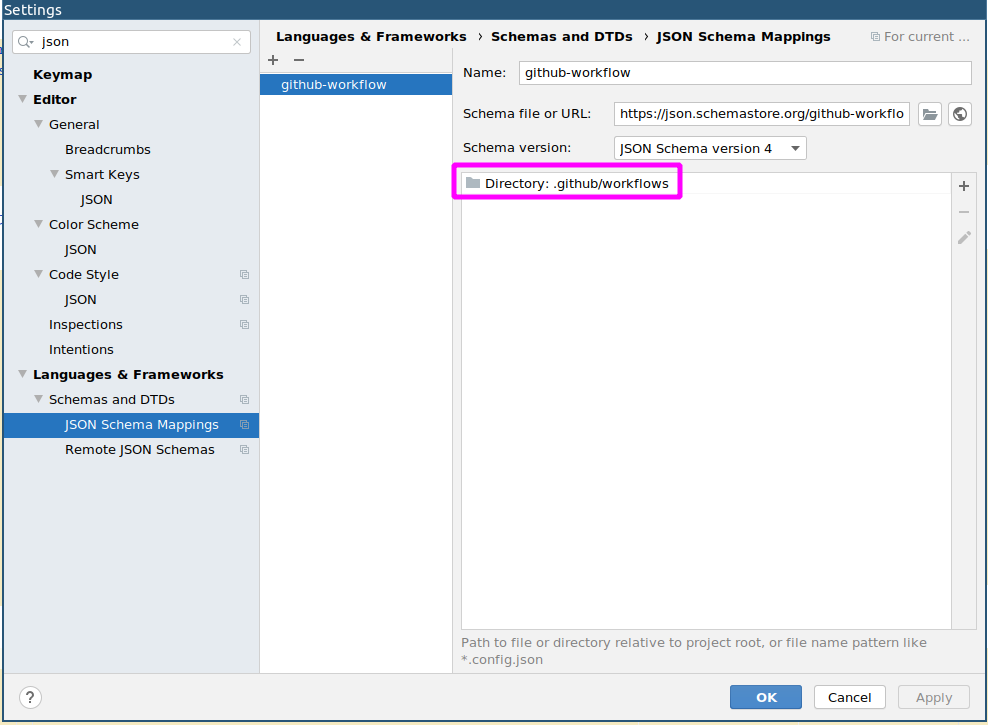 Settings
json
Keymap
Editor
General
Breadcrumbs
Smart Keys
JSON
Color Scheme
JSON
Code Style
JSON
Inspections
Intentions
Languages & Frameworks
Schemas and DTDs
JSON Schema Mappings
Remote JSON Schemas
github-workflow
Languages & Frameworks › Schemas and DTDs › JSON Schema Mappings
For current ...
Name: github-workflow
Schema file or URL: https://json.schemastore.org/github-workflo
Schema version: JSON Schema version 4
Directory: .github/workflows
Path to file or directory relative to project root, or file name pattern like
*.config.json
?
OK Cancel Apply